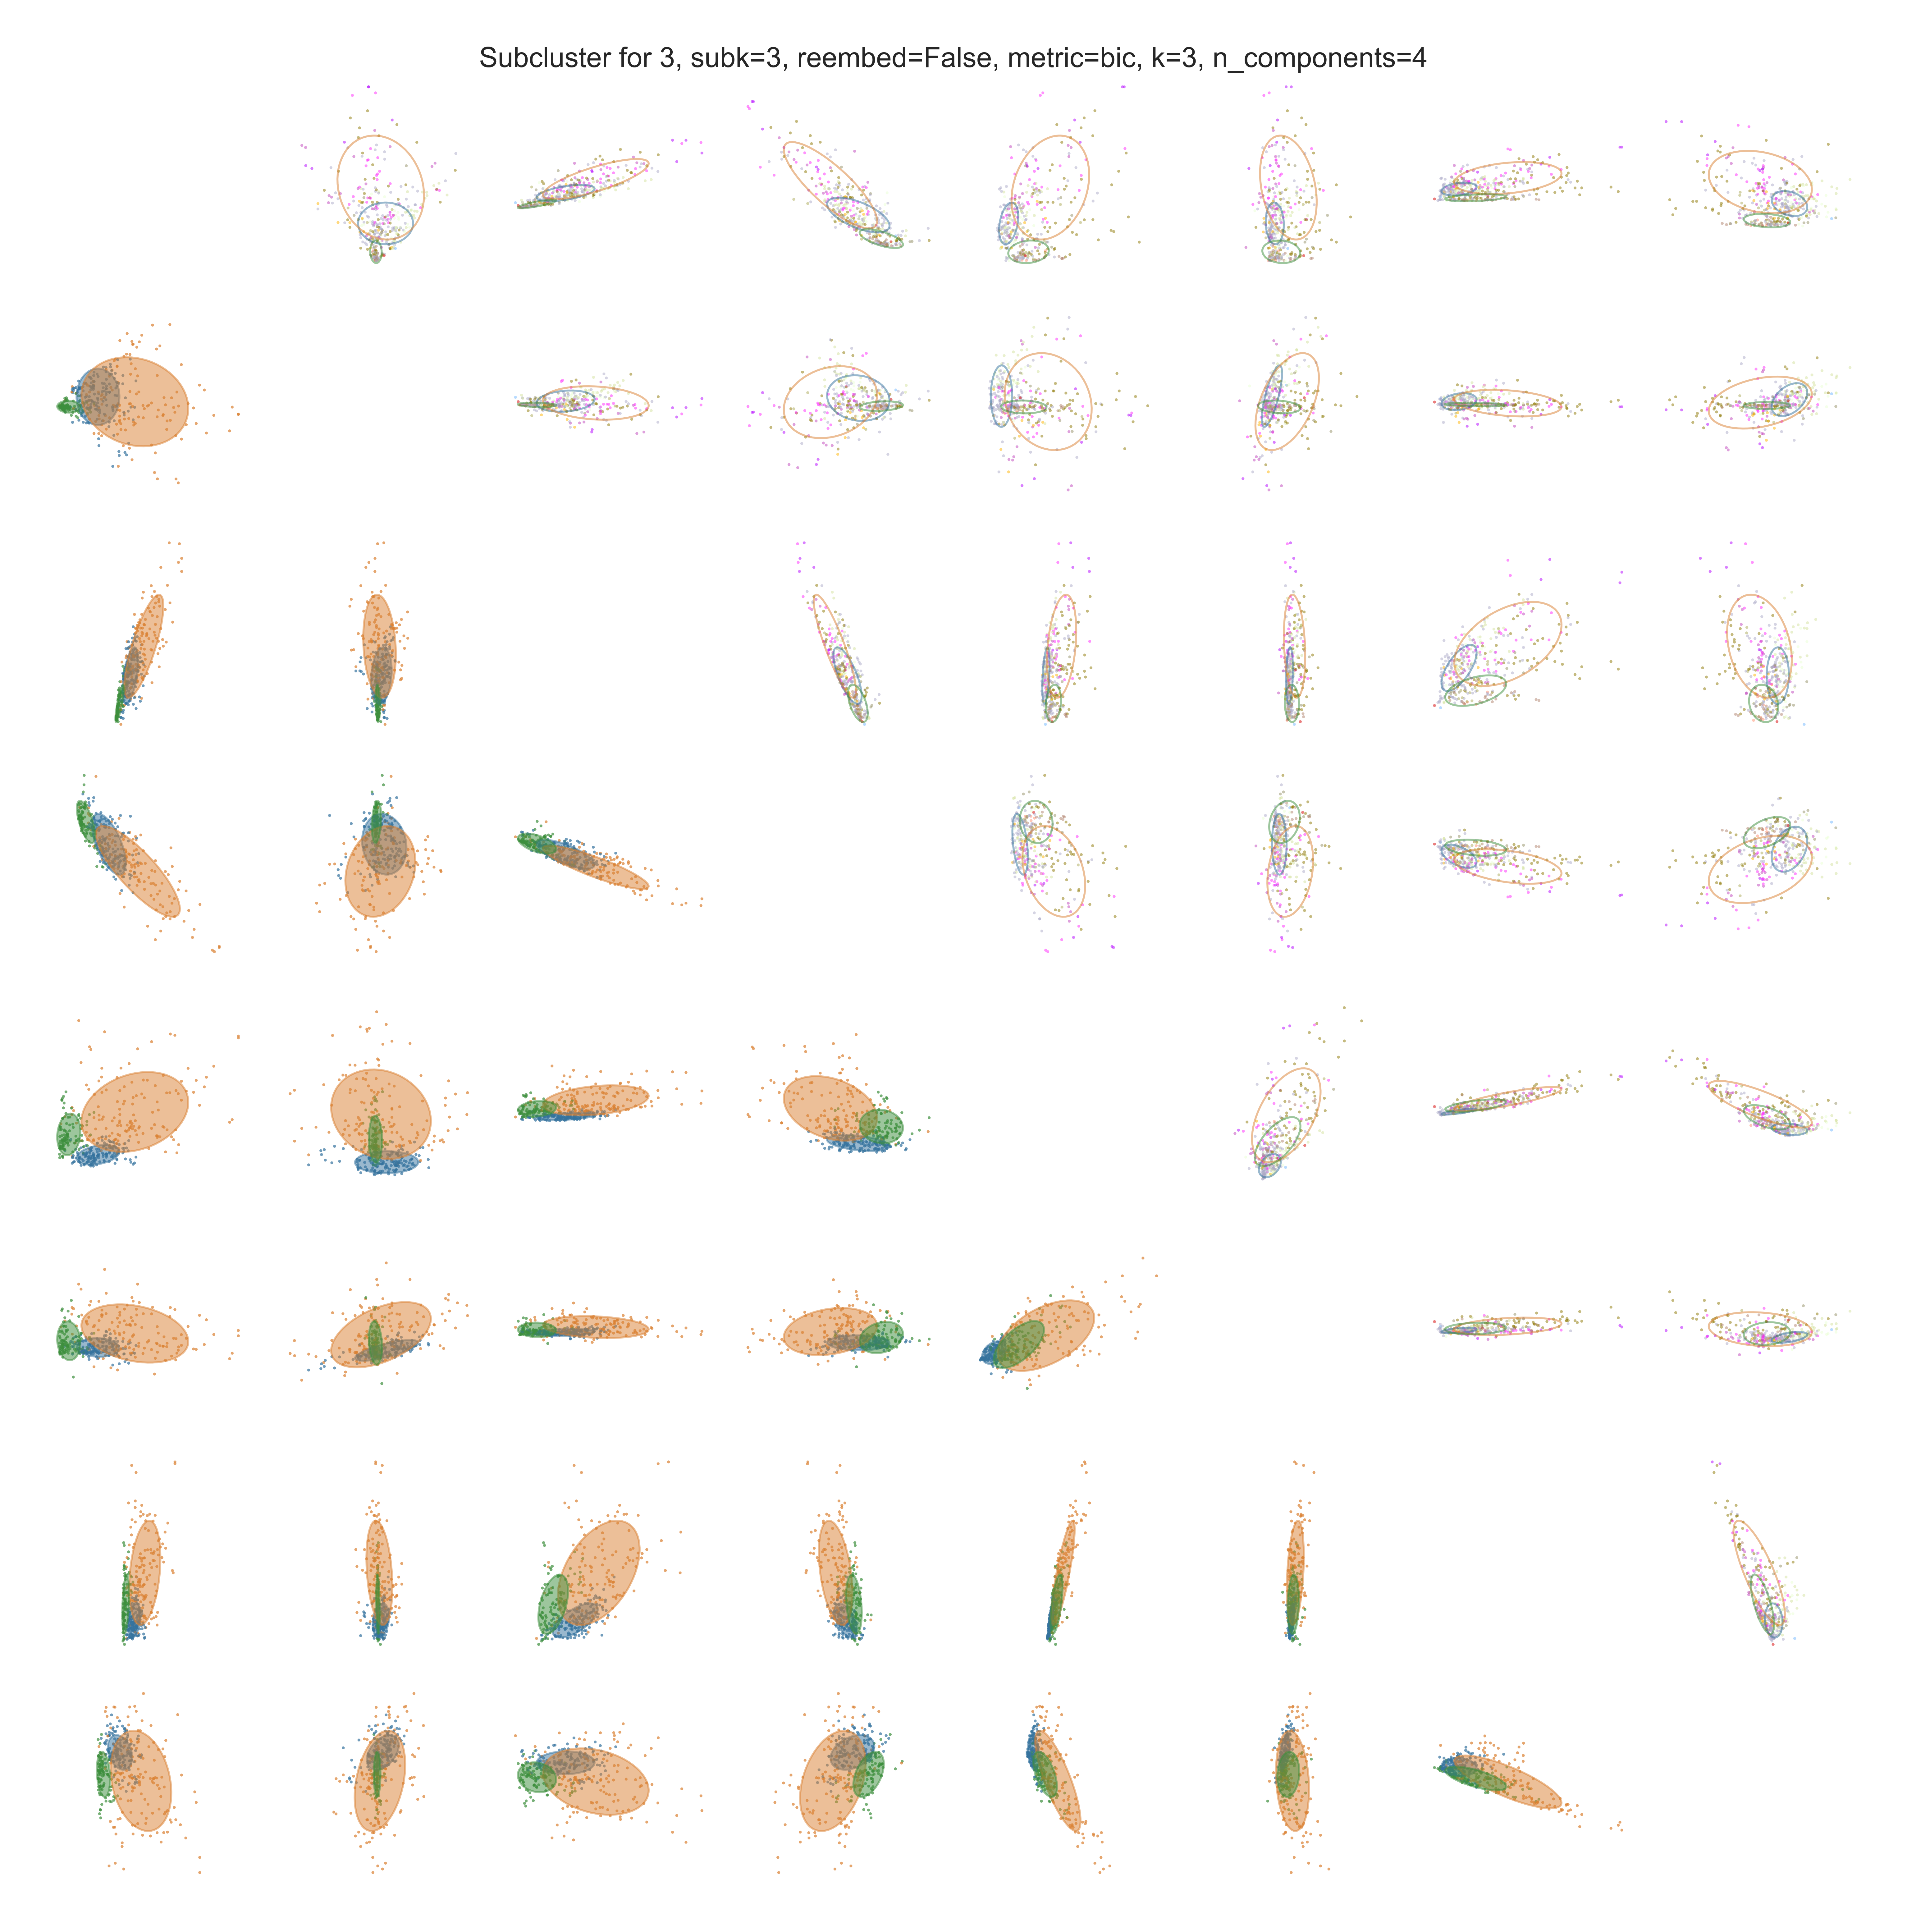 Subcluster for 3, subk=3, reembed=False, metric=bic, k=3, n_components=4